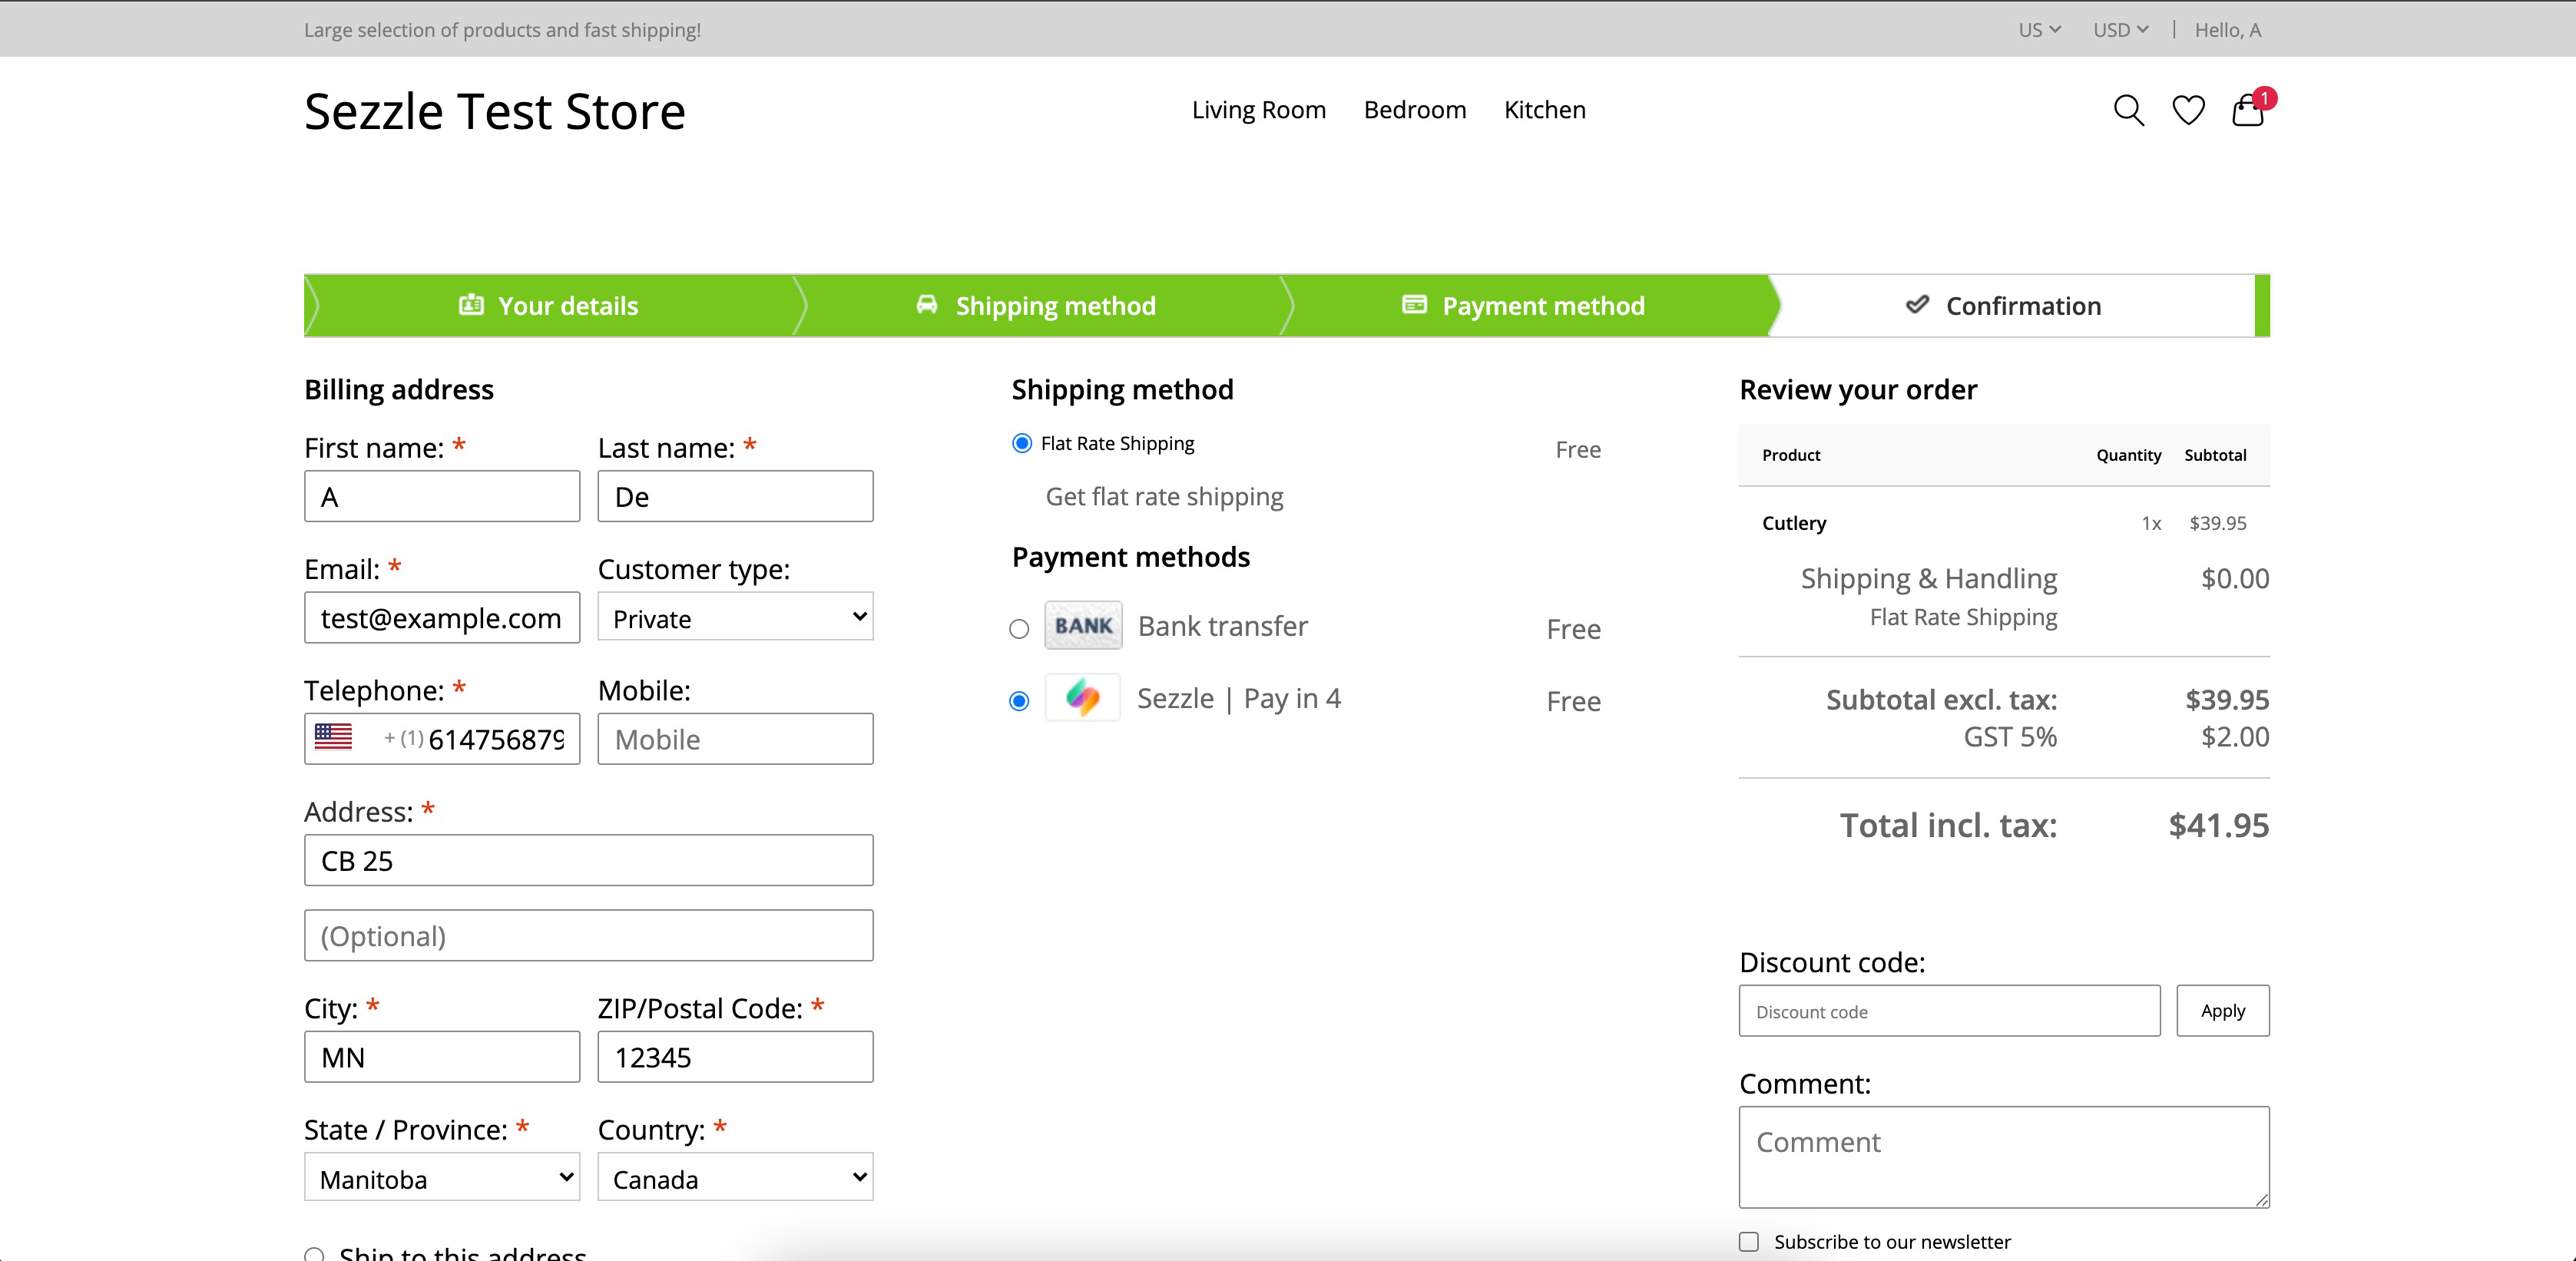 Large selection of products and fast shipping!
US USD | Hello, A
Sezzle Test Store
Living Room Bedroom Kitchen
1
Your details Shipping method Payment method Confirmation
Billing address
First name: * Last name: *
A De
Email: * Customer type:
test@example.com Private
Telephone: * Mobile:
+ (1) 614756879 Mobile
Address: *
CB 25
(Optional)
City: * ZIP/Postal Code: *
MN 12345
State / Province: * Country: *
Manitoba Canada
Ship to this address
Shipping method
Flat Rate Shipping Free
Get flat rate shipping
Payment methods
BANK Bank transfer Free
Sezzle | Pay in 4 Free
Review your order
Product Quantity Subtotal
Cutlery 1x $39.95
Shipping & Handling $0.00
Flat Rate Shipping
Subtotal excl. tax: $39.95
GST 5% $2.00
Total incl. tax: $41.95
Discount code:
Discount code Apply
Comment:
Comment
Subscribe to our newsletter